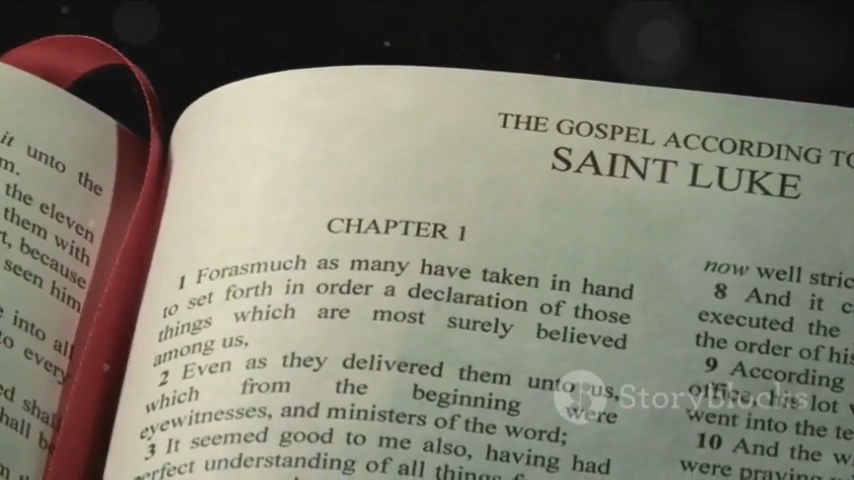 it unto the
m.
the eleven
them with
t, because
seen him
into all
to every
ed shall
shall be
THE GOSPEL ACCORDING TO
SAINT LUKE
CHAPTER 1
1 Forasmuch as many have taken in hand
to set forth in order a declaration of those
things which are most surely believed
among us,
2 Even as they delivered them unto us,
which from the beginning were
eyewitnesses, and ministers of the word;
3 It seemed good to me also, having had
perfect understanding of all things
now well stric
8 And it c
executed the
the order of his
9 According
office, his lot
went into the te
10 And the w
were praying
Storyblocks